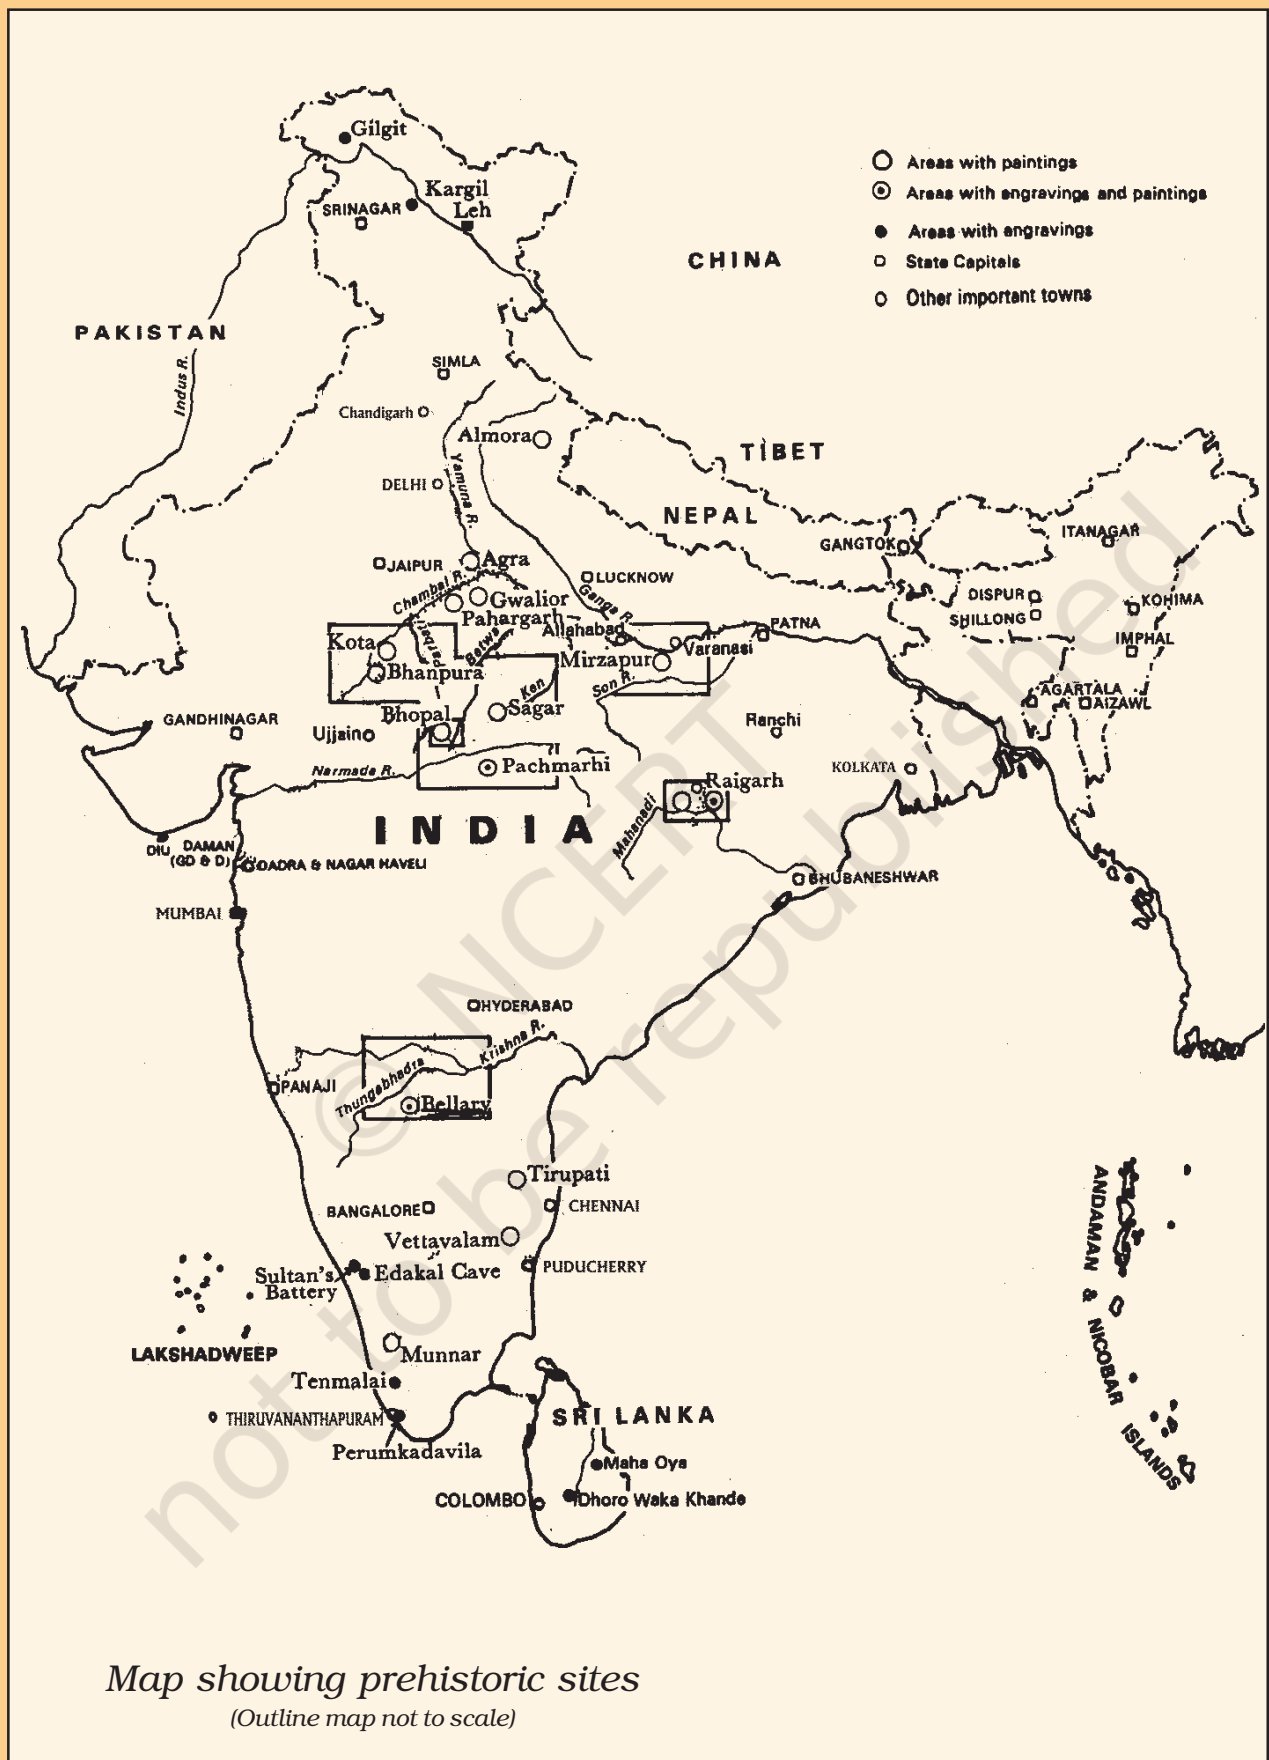 Gilgit
Kargil
Leh
SRINAGAR
Areas with paintings
Areas with engravings and paintings
Areas with engravings
State Capitals
Other important towns
CHINA
PAKISTAN
Indus R.
SIMLA
Chandigarh
Almora
TIBET
DELHI
Yamuna R.
NEPAL
GANGTOK
ITANAGAR
JAIPUR
Agra
Chambal R.
LUCKNOW
Ganga R.
Gwalior
Pahargarh
DISPUR
KOHIMA
SHILLONG
Allahabad
PATNA
IMPHAL
Kota
Parbati
Betwa
Varanasi
Mirzapur
Bhanpura
Ken
Son R.
AGARTALA
AIZAWL
GANDHINAGAR
Bhopal
Sagar
Ujjain
Ranchi
Narmada R.
Pachmarhi
KOLKATA
Raigarh
Mahanadi
INDIA
DIU
DAMAN
(GD & D)
DADRA & NAGAR HAVELI
BHUBANESHWAR
MUMBAI
HYDERABAD
Krishna R.
PANAJI
Thungabhadra
Bellary
Tirupati
BANGALORE
CHENNAI
Vettavalam
Sultan's
Battery
Edakal Cave
PUDUCHERRY
LAKSHADWEEP
Munnar
Tenmalai
THIRUVANANTHAPURAM
Perumkadavila
SRI LANKA
Maha Oya
COLOMBO
Dhoro Waka Khande
ANDAMAN & NICOBAR ISLANDS
© NCERT
not to be republished
Map showing prehistoric sites
(Outline map not to scale)